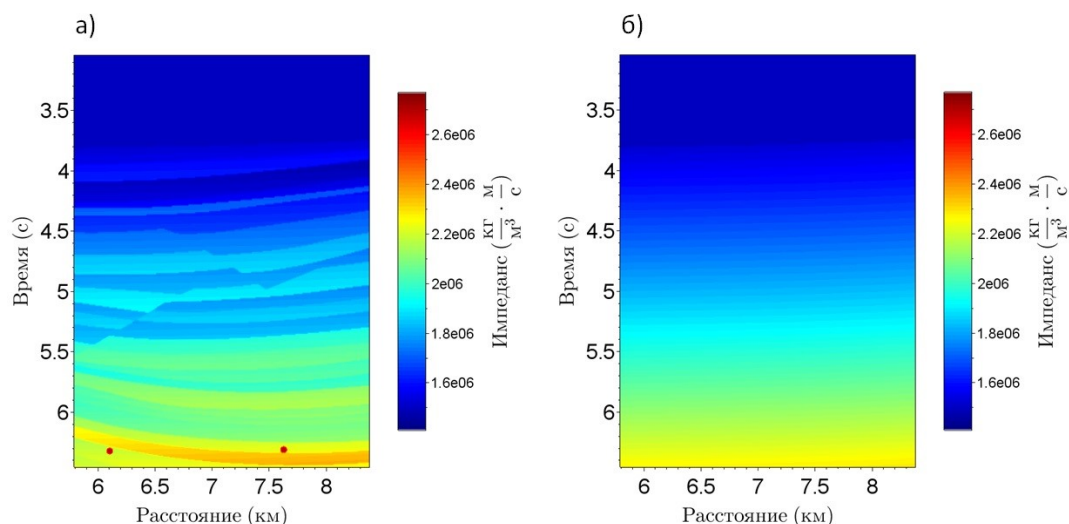 а)
3.5
4
4.5
5
5.5
6
Время (с)
6 6.5 7 7.5 8
Расстояние (км)
2.6e06
2.4e06
2.2e06
2e06
1.8e06
1.6e06
Импеданс (кг/м³ · м/с)
б)
3.5
4
4.5
5
5.5
6
Время (с)
6 6.5 7 7.5 8
Расстояние (км)
2.6e06
2.4e06
2.2e06
2e06
1.8e06
1.6e06
Импеданс (кг/м³ · м/с)